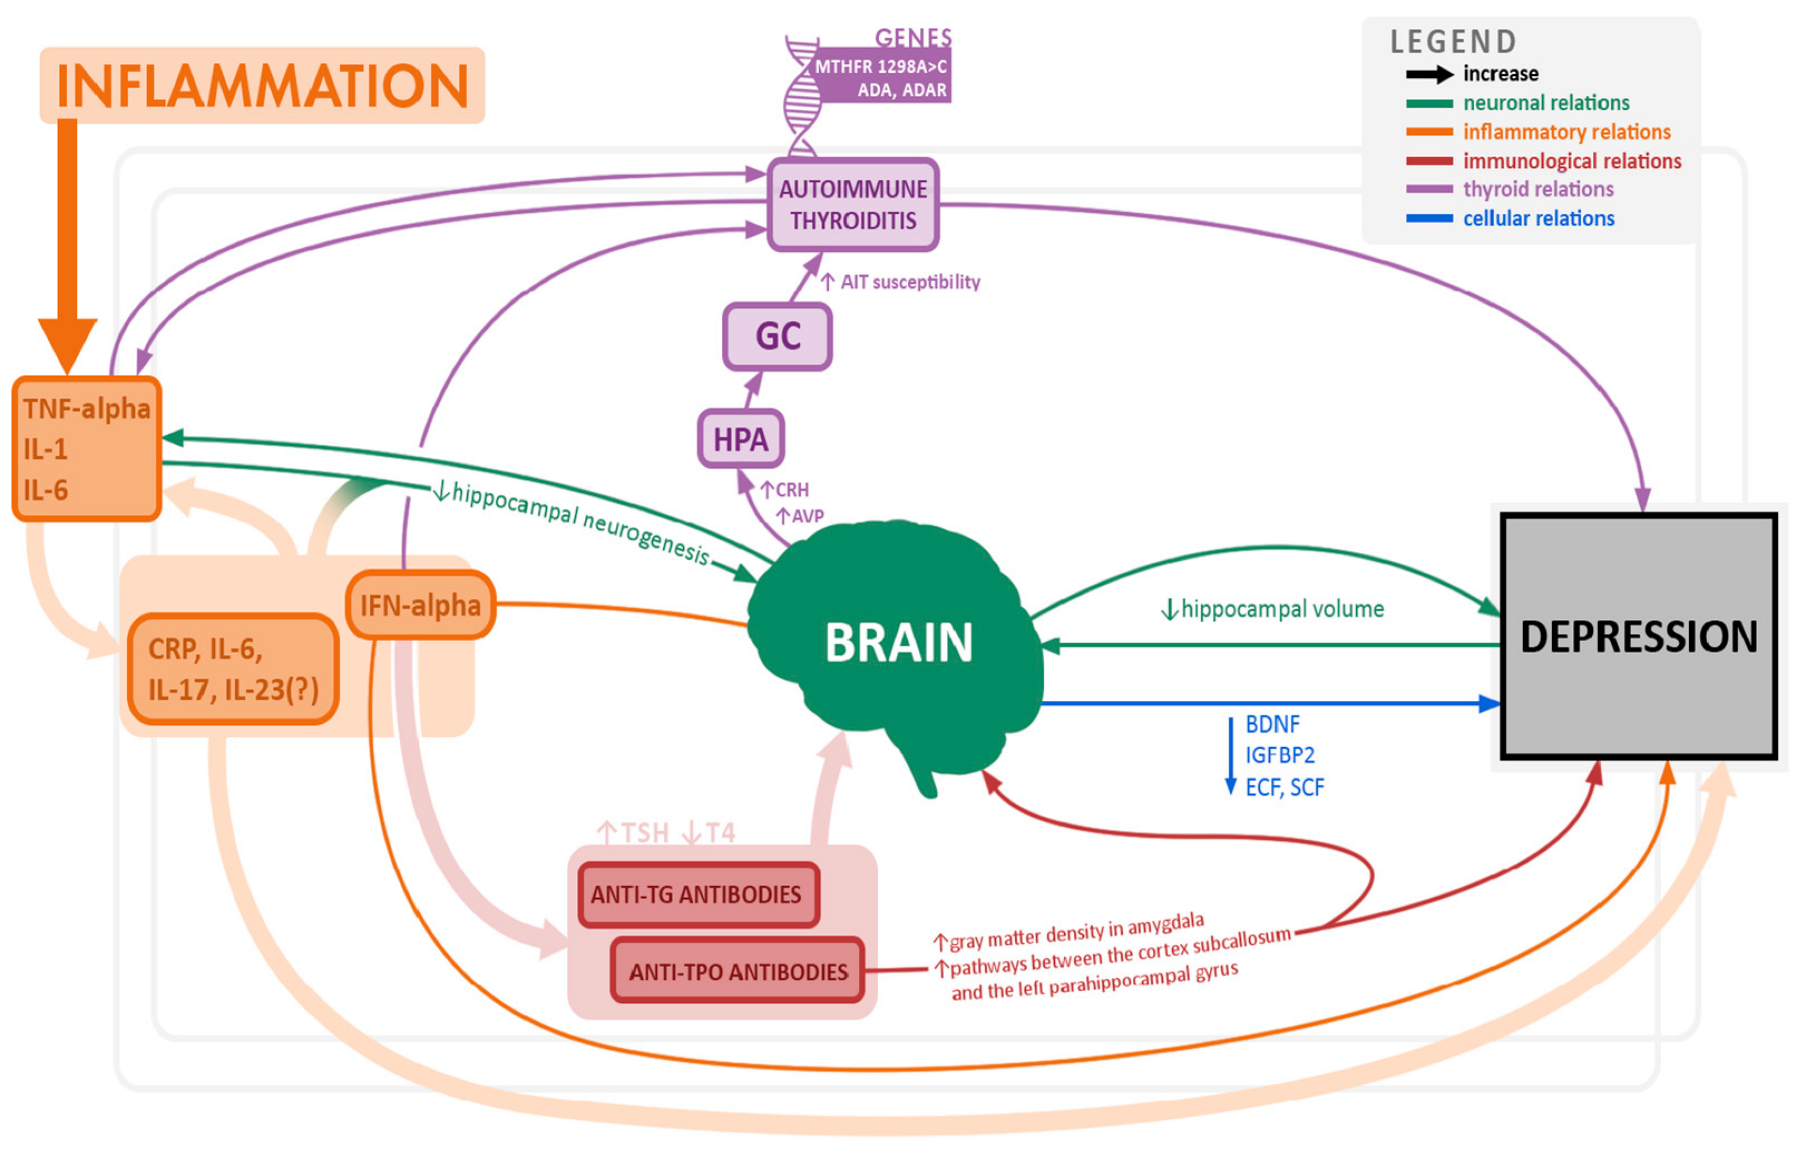 GENES
MTHFR 1298A>C
ADA, ADAR
INFLAMMATION
LEGEND
increase
neuronal relations
inflammatory relations
immunological relations
thyroid relations
cellular relations
AUTOIMMUNE
THYROIDITIS
↑ AIT susceptibility
GC
HPA
↑CRH
↑AVP
TNF-alpha
IL-1
IL-6
↓hippocampal neurogenesis
IFN-alpha
CRP, IL-6,
IL-17, IL-23(?)
BRAIN
↓hippocampal volume
DEPRESSION
BDNF
IGFBP2
ECF, SCF
↑TSH ↓T4
ANTI-TG ANTIBODIES
ANTI-TPO ANTIBODIES
↑gray matter density in amygdala
↑pathways between the cortex subcallosum
and the left parahippocampal gyrus